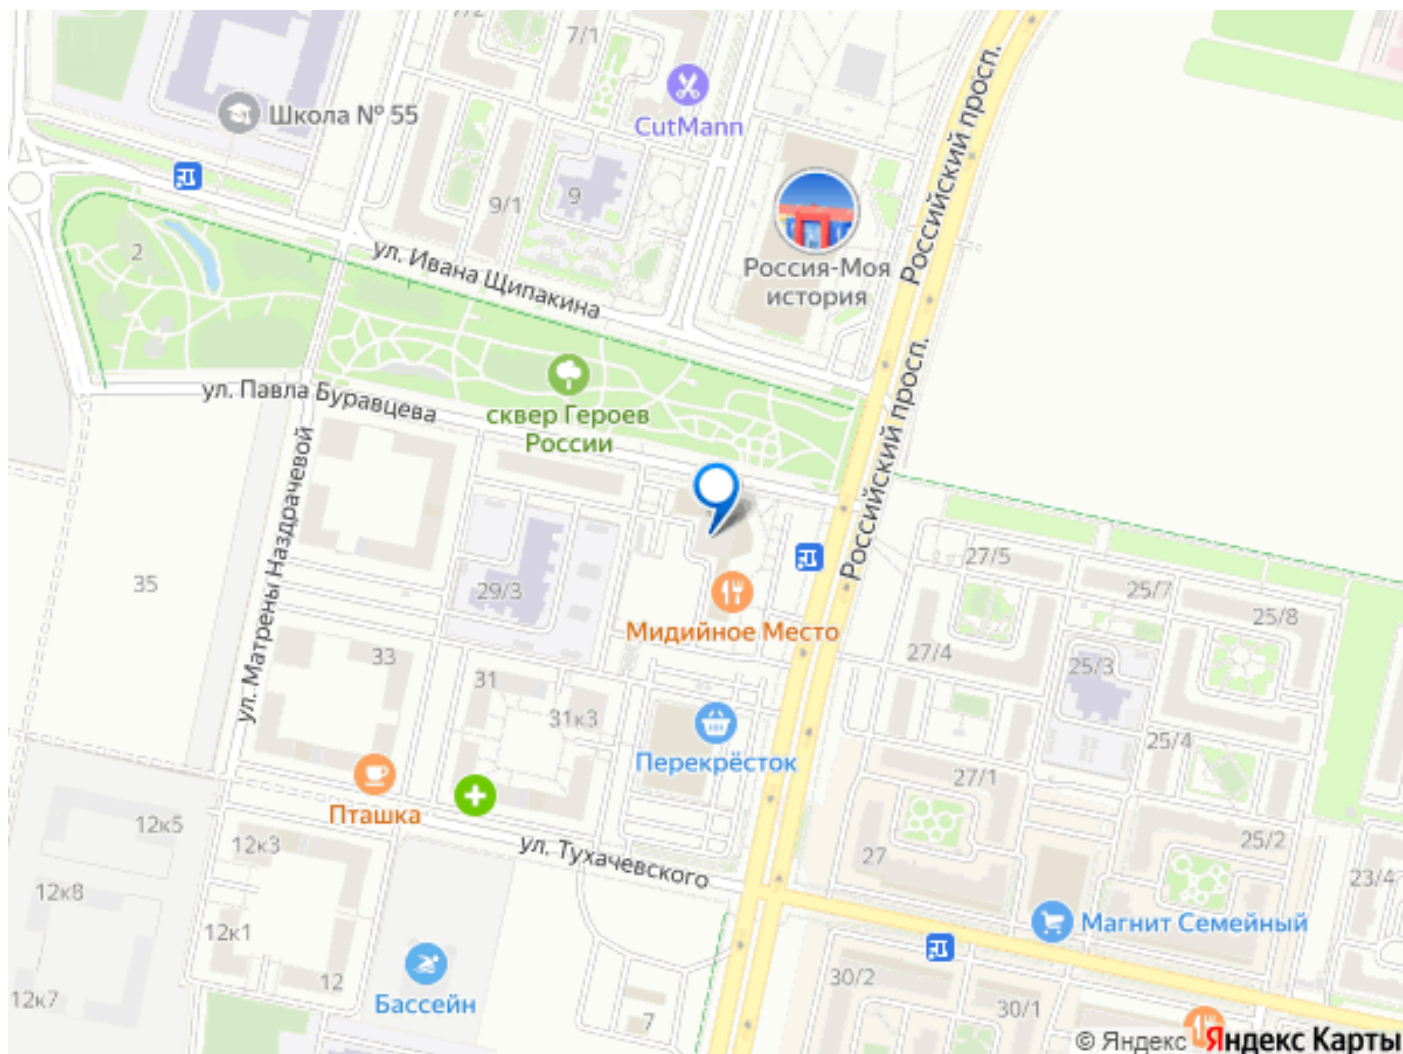 7/2
7/1
Школа № 55
CutMann
Российский просп.
9
9/1
2
ул. Ивана Щипакина
Россия-Моя
история
Российский просп.
ул. Павла Буравцева
сквер Героев
России
ул. Матрены Наздрачевой
Российский просп.
35
29/3
27/5
25/7
25/8
Мидийное Место
33
27/4
25/3
31
31к3
Перекрёсток
25/4
27/1
Пташка
12к5
12к3
ул. Тухачевского
27
25/2
23/4
12к8
12к1
Магнит Семейный
12
30/2
12к7
Бассейн
7
30/1
© Яндекс Яндекс Карты